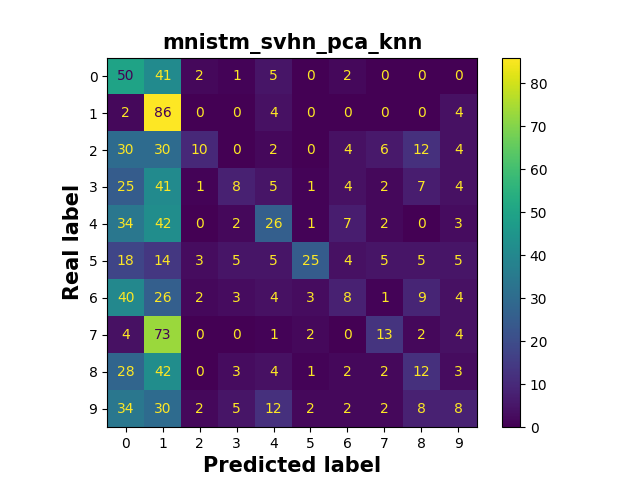 mnistm_svhn_pca_knn
0 50 41 2 1 5 0 2 0 0 0
1 2 86 0 0 4 0 0 0 0 4
2 30 30 10 0 2 0 4 6 12 4
3 25 41 1 8 5 1 4 2 7 4
4 34 42 0 2 26 1 7 2 0 3
5 18 14 3 5 5 25 4 5 5 5
6 40 26 2 3 4 3 8 1 9 4
7 4 73 0 0 1 2 0 13 2 4
8 28 42 0 3 4 1 2 2 12 3
9 34 30 2 5 12 2 2 2 8 8
0 1 2 3 4 5 6 7 8 9
Predicted label
Real label
80
70
60
50
40
30
20
10
0